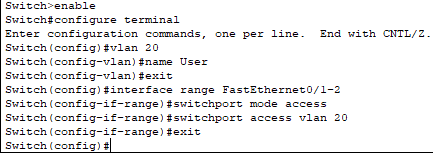 Switch>enable
Switch#configure terminal
Enter configuration commands, one per line.  End with CNTL/Z.
Switch(config)#vlan 20
Switch(config-vlan)#name User
Switch(config-vlan)#exit
Switch(config)#interface range FastEthernet0/1-2
Switch(config-if-range)#switchport mode access
Switch(config-if-range)#switchport access vlan 20
Switch(config-if-range)#exit
Switch(config)#